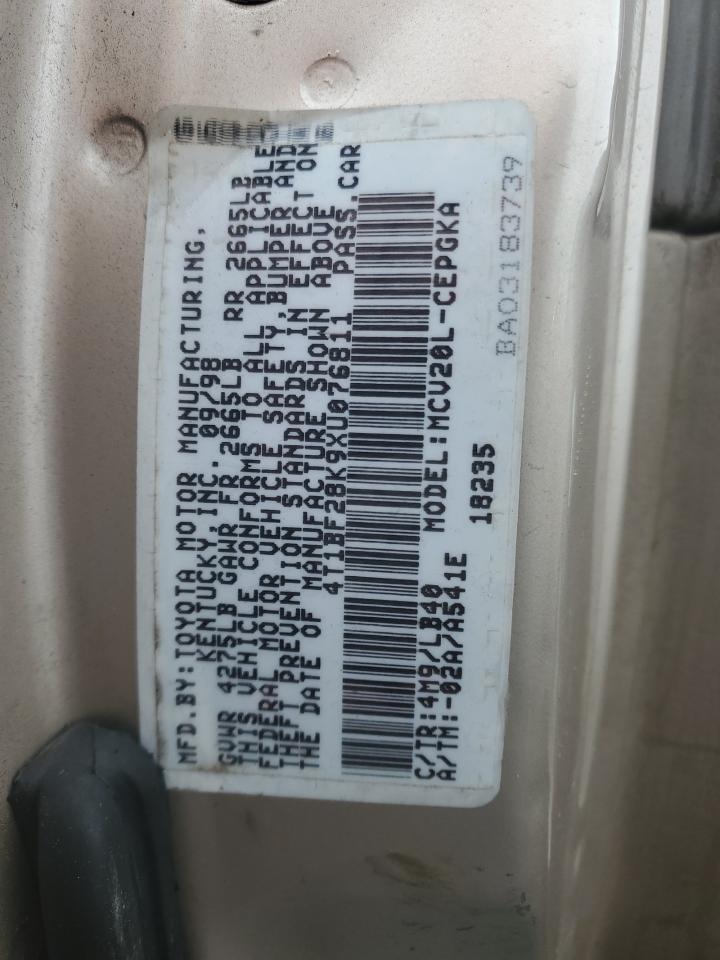 MFD.BY:TOYOTA MOTOR MANUFACTURING,
KENTUCKY,INC. 09/98
GVWR 4275LB GAWR FR 2665LB RR 2665LB
THIS VEHICLE CONFORMS TO ALL APPLICABLE
FEDERAL MOTOR VEHICLE SAFETY,BUMPER AND
THEFT PREVENTION STANDARDS IN EFFECT ON
THE DATE OF MANUFACTURE SHOWN ABOVE
4T1BF28K9XU076811 PASS.CAR
C/TR:4M9/LB40 MODEL:MCV20L-CEPGKA
A/TM:-02A/A541E 18235
BA03183739